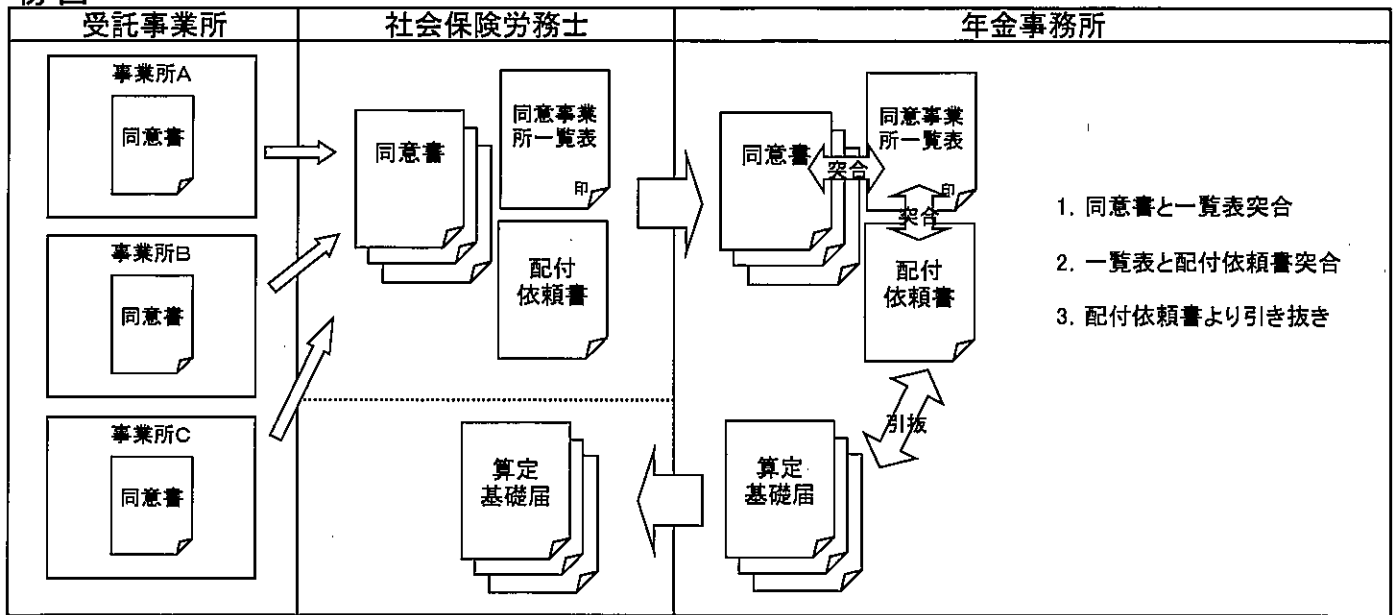 受託事業所
社会保険労務士
年金事務所
事業所A
同意書
事業所B
同意書
事業所C
同意書
同意書
同意事業
所一覧表
印
配付
依頼書
算定
基礎届
同意書
突合
同意事業
所一覧表
印
突合
配付
依頼書
引抜
算定
基礎届
1. 同意書と一覧表突合
2. 一覧表と配付依頼書突合
3. 配付依頼書より引き抜き